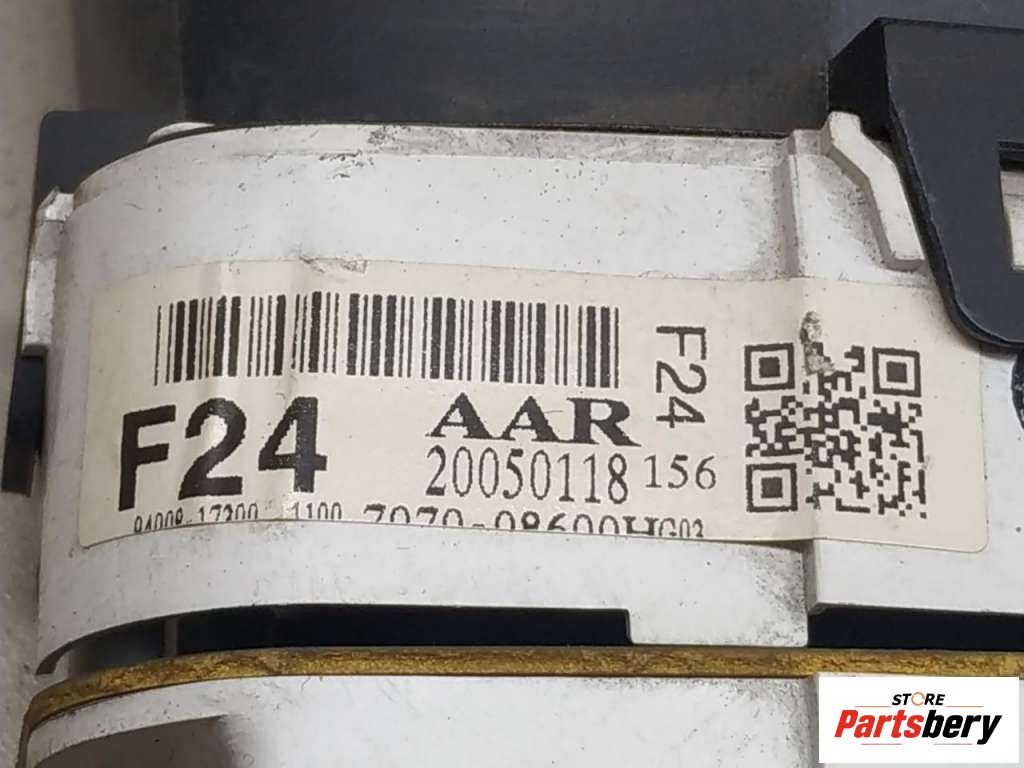 F24
AAR
F24
20050118 156
STORE
Partsbery